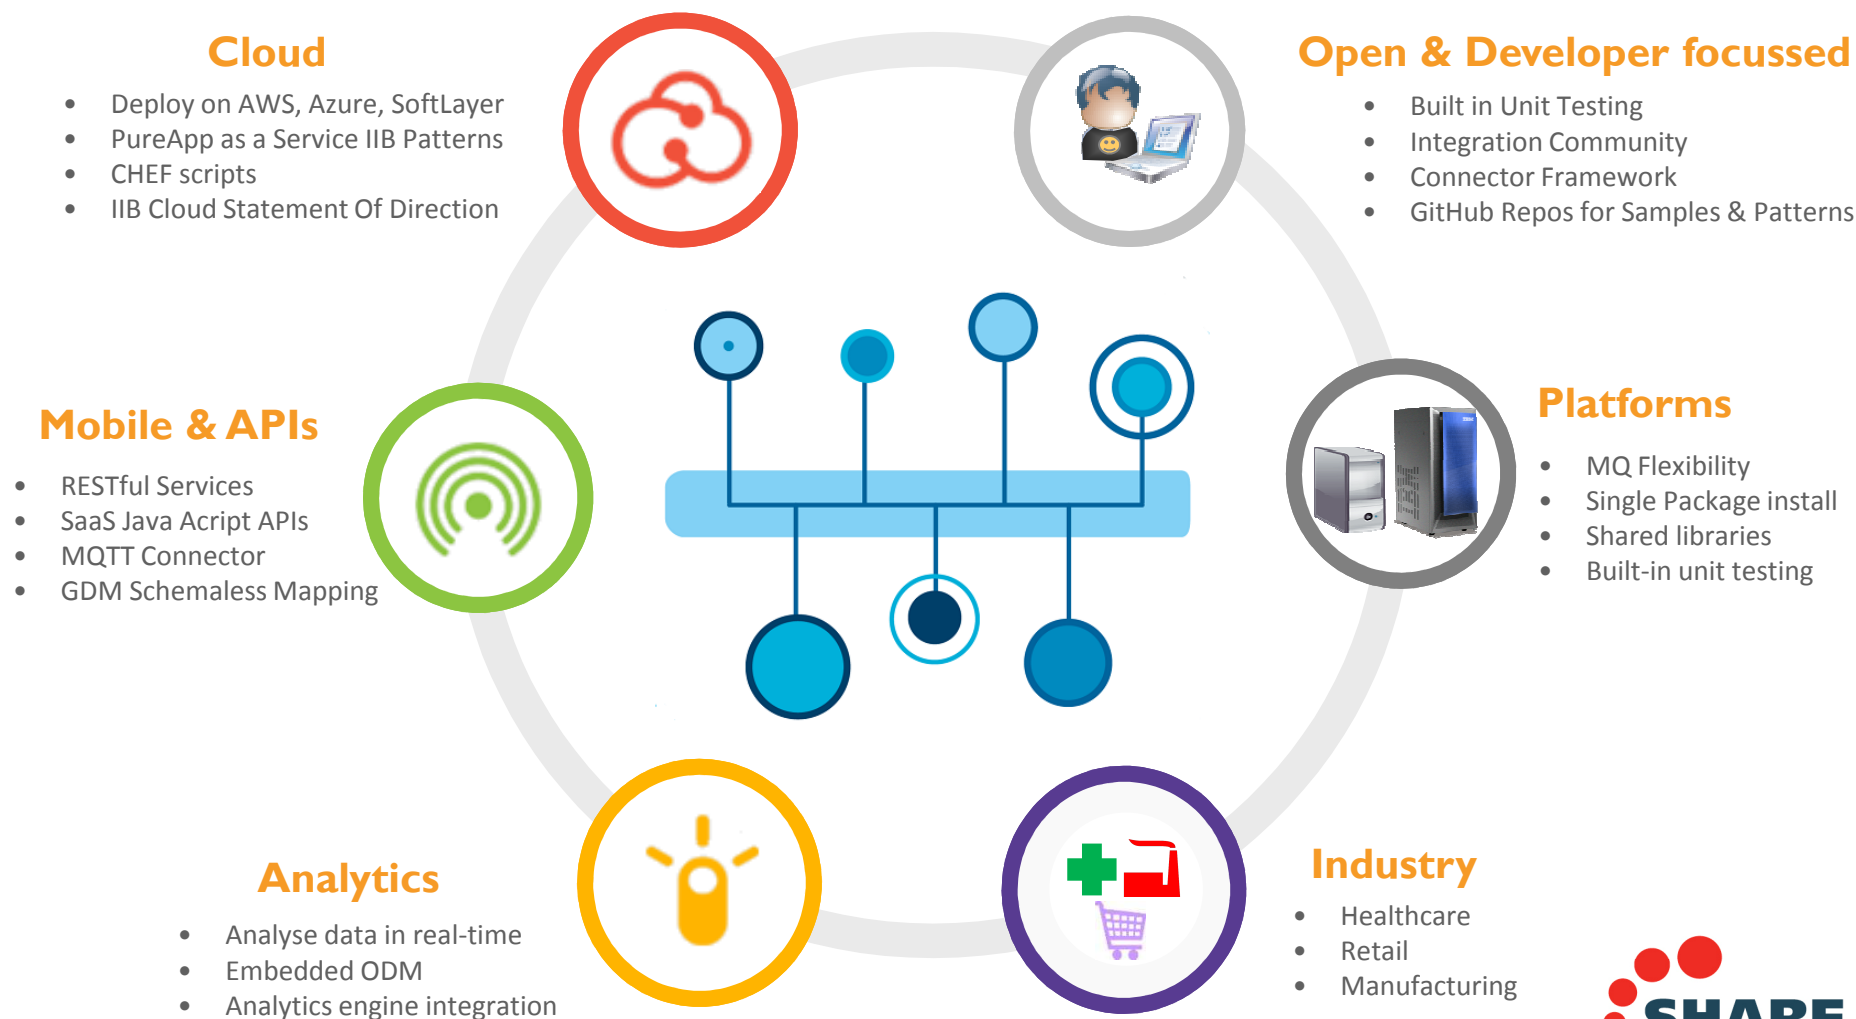 Cloud
• Deploy on AWS, Azure, SoftLayer
• PureApp as a Service IIB Patterns
• CHEF scripts
• IIB Cloud Statement Of Direction
Open & Developer focussed
• Built in Unit Testing
• Integration Community
• Connector Framework
• GitHub Repos for Samples & Patterns
Mobile & APIs
• RESTful Services
• SaaS Java Acript APIs
• MQTT Connector
• GDM Schemaless Mapping
Platforms
• MQ Flexibility
• Single Package install
• Shared libraries
• Built-in unit testing
Analytics
• Analyse data in real-time
• Embedded ODM
• Analytics engine integration
Industry
• Healthcare
• Retail
• Manufacturing
SHARE